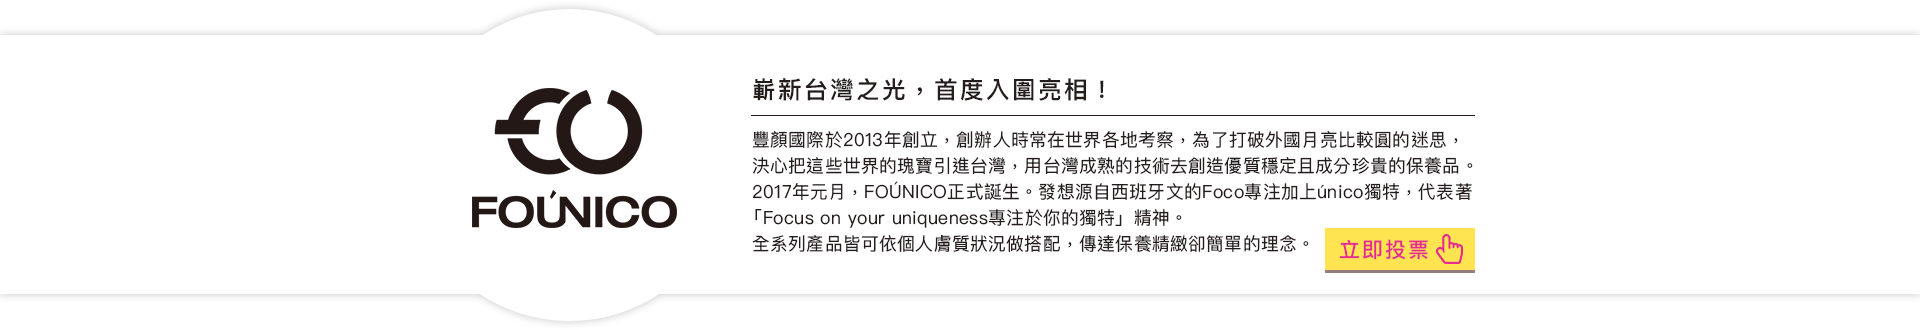 FOÚNICO
嶄新台灣之光，首度入圍亮相！
豐顏國際於2013年創立，創辦人時常在世界各地考察，為了打破外國月亮比較圓的迷思，
決心把這些世界的瑰寶引進台灣，用台灣成熟的技術去創造優質穩定且成分珍貴的保養品。
2017年元月，FOÚNICO正式誕生。發想源自西班牙文的Foco專注加上único獨特，代表著
「Focus on your uniqueness專注於你的獨特」精神。
全系列產品皆可依個人膚質狀況做搭配，傳達保養精緻卻簡單的理念。
立即投票